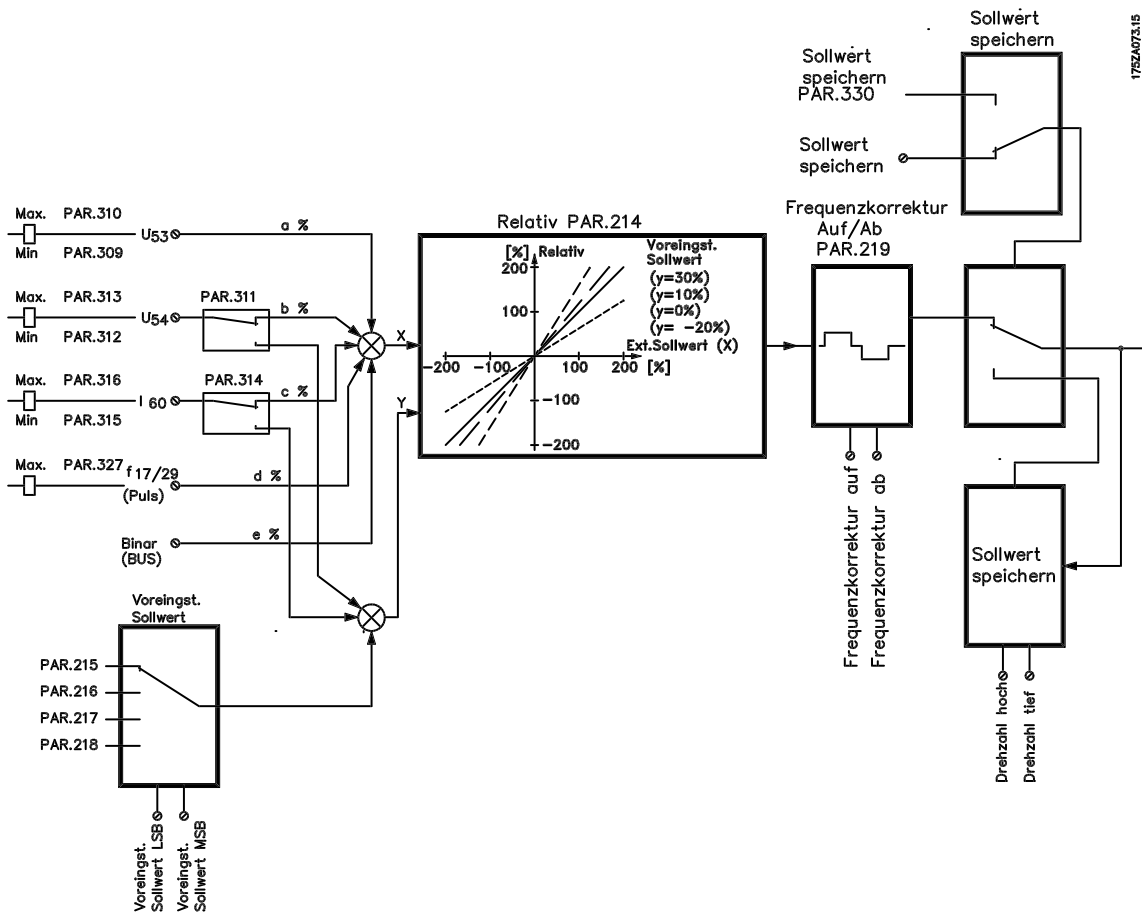 Sollwert
speichern
175ZA073.15
Sollwert
speichern
PAR.330
Sollwert
speichern
Frequenzkorrektur
Auf/Ab
PAR.219
Max. PAR.310
U53
a %
Min PAR.309
Max. PAR.313
PAR.311
U54
b %
Min PAR.312
Max. PAR.316
PAR.314
I 60
c %
Min PAR.315
Max. PAR.327
f 17/29
(Puls)
d %
Binar
(BUS)
e %
X
Y
Relativ PAR.214
[%] Relativ
200
100
-200 -100 100 200 [%]
-100
-200
Voreingst.
Sollwert
(y=30%)
(y=10%)
(y=0%)
(y= -20%)
Ext.Sollwert (X)
Frequenzkorrektur auf
Frequenzkorrektur ab
Sollwert
speichern
Drehzahl hoch
Drehzahl tief
Voreingst.
Sollwert
PAR.215
PAR.216
PAR.217
PAR.218
Voreingst.
Sollwert LSB
Voreingst.
Sollwert MSB